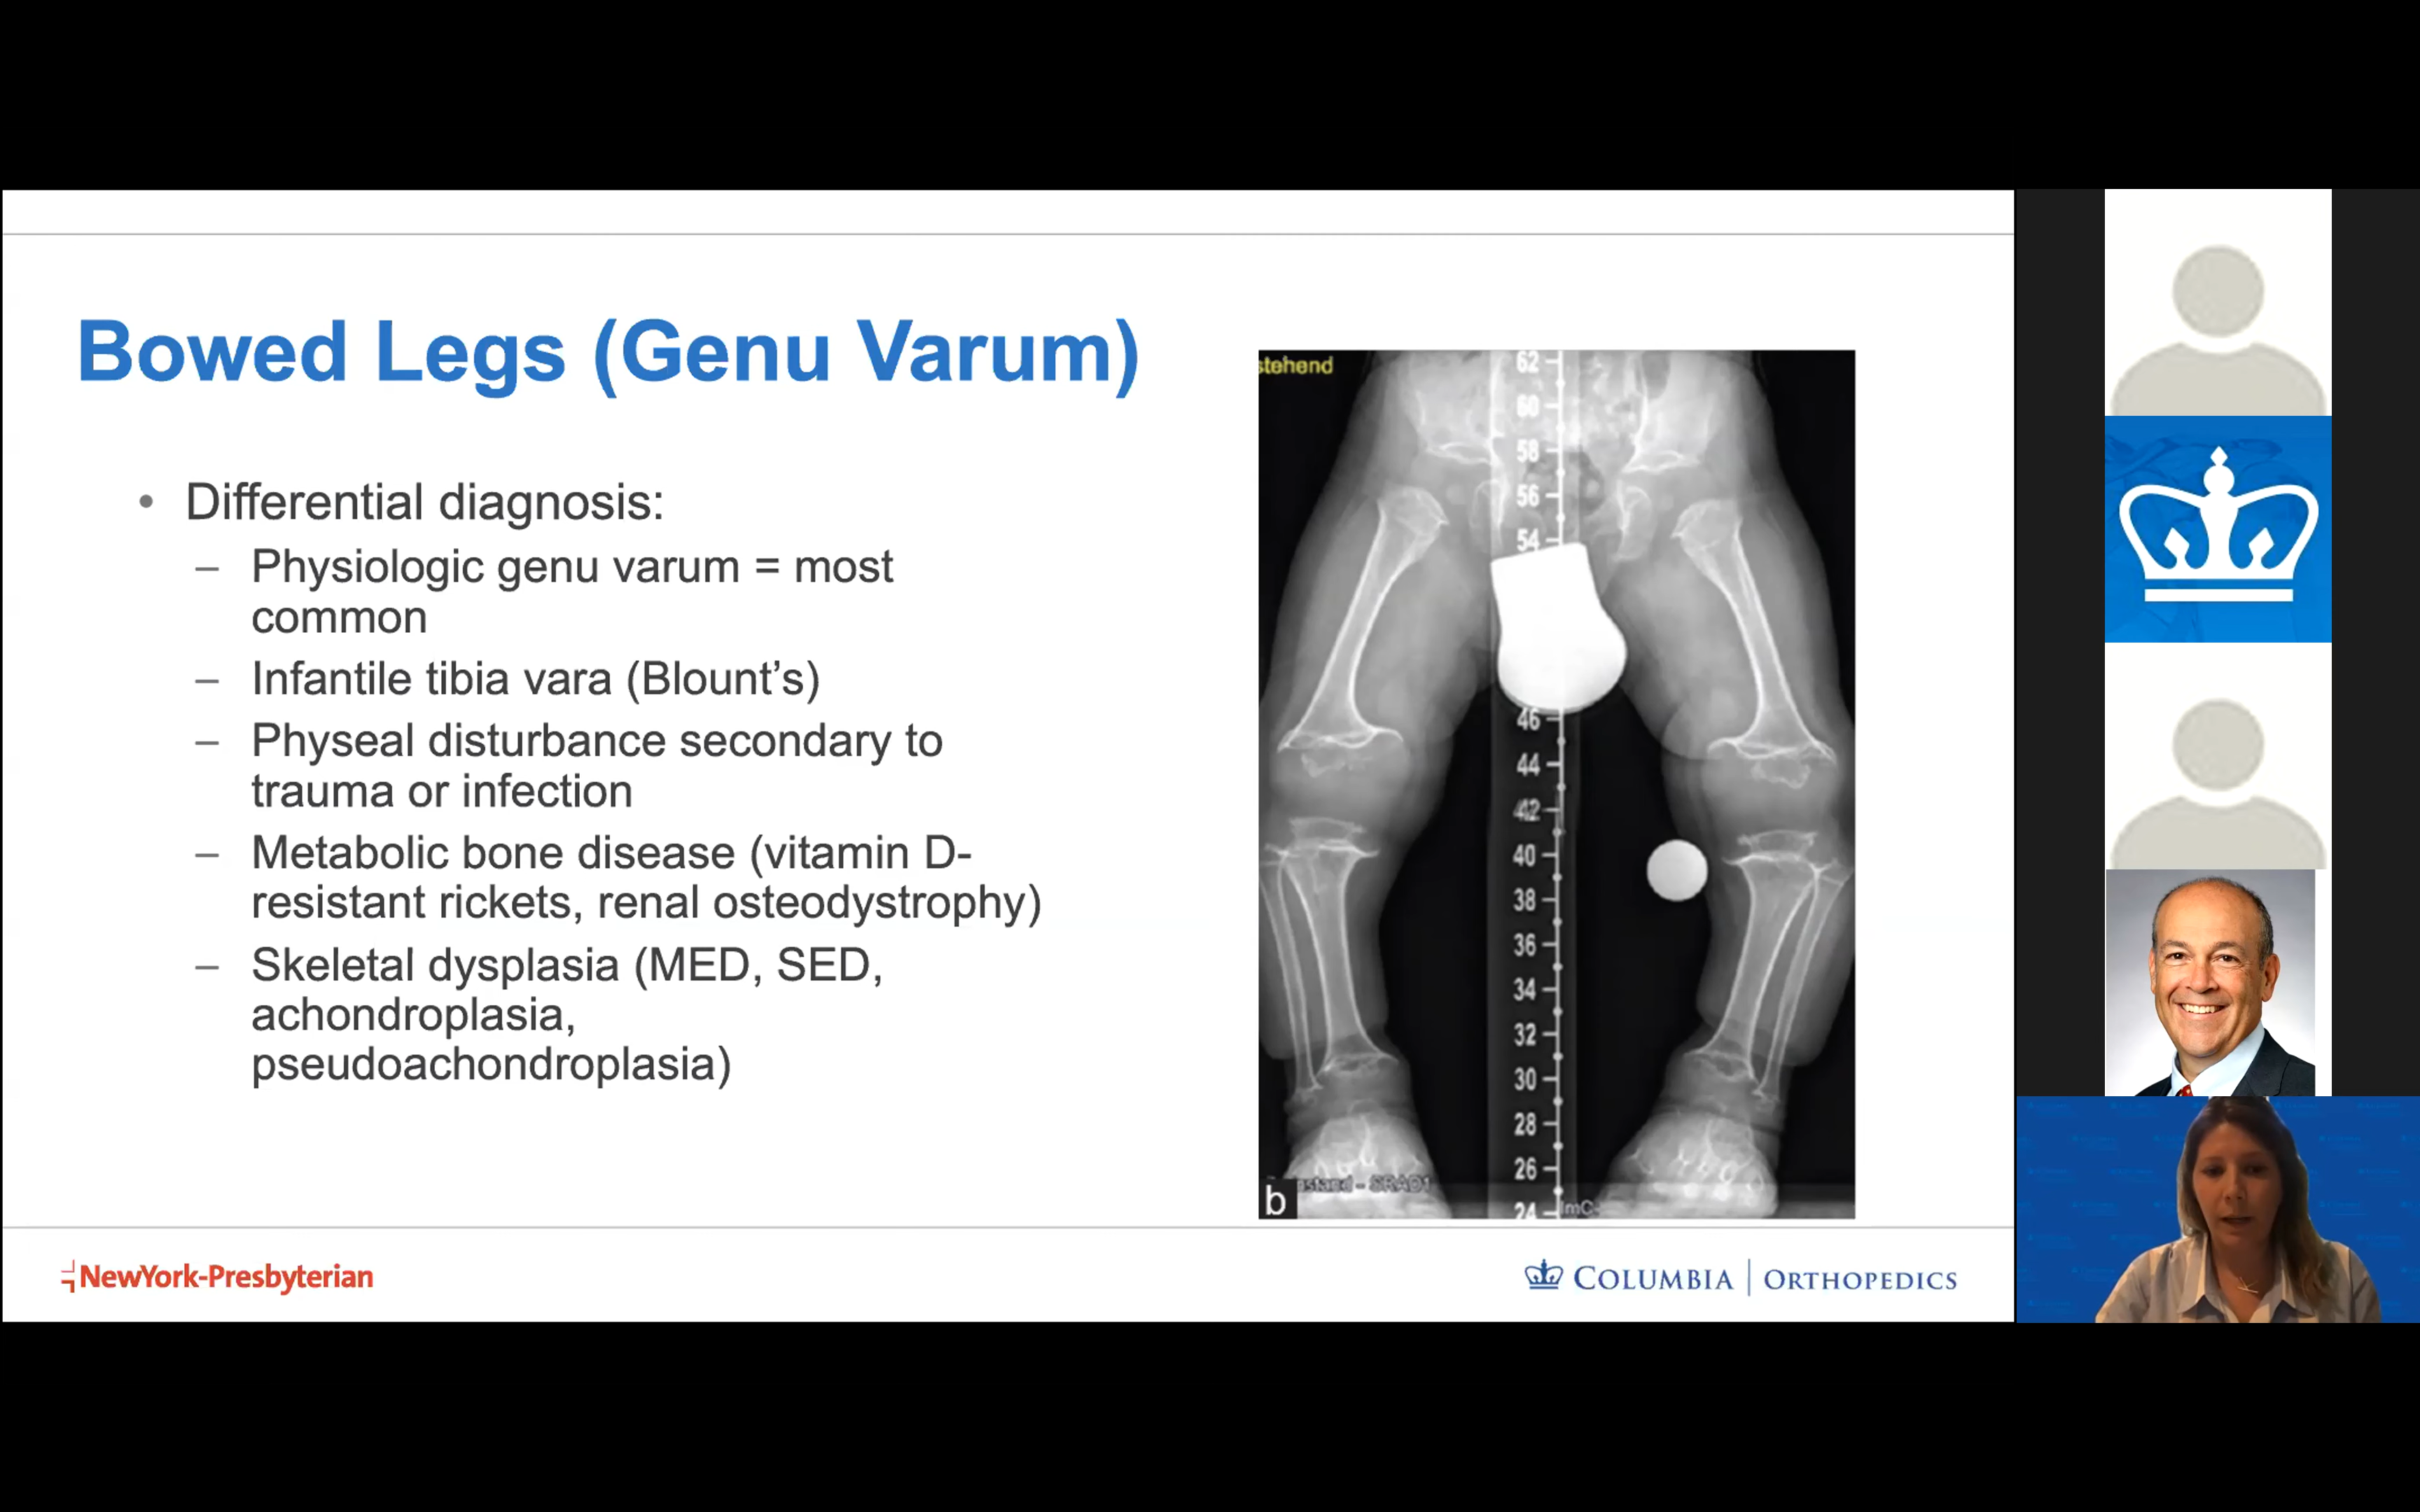 Bowed Legs (Genu Varum)
• Differential diagnosis:
– Physiologic genu varum = most
common
– Infantile tibia vara (Blount’s)
– Physeal disturbance secondary to
trauma or infection
– Metabolic bone disease (vitamin D-
resistant rickets, renal osteodystrophy)
– Skeletal dysplasia (MED, SED,
achondroplasia,
pseudoachondroplasia)
stehend
62
60
58
56
54
46
44
42
40
38
36
34
32
30
28
26
24
b
NewYork-Presbyterian
COLUMBIA | ORTHOPEDICS